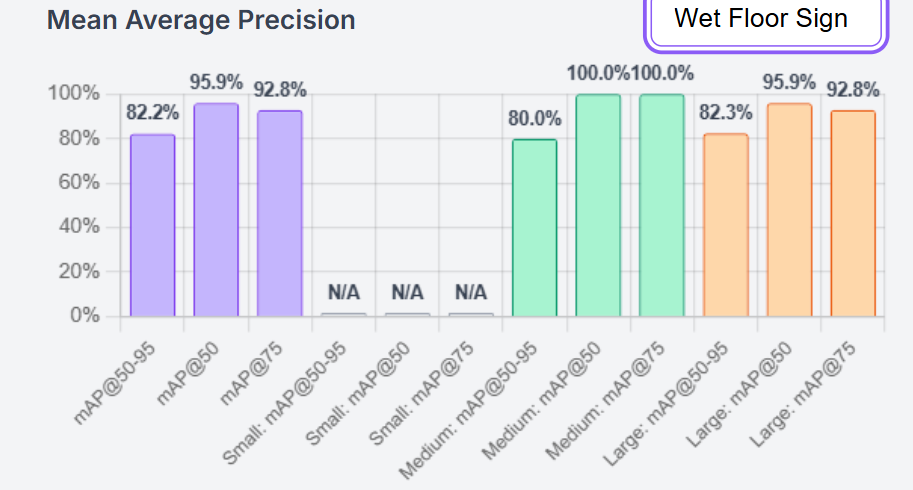 Mean Average Precision
Wet Floor Sign
100%
80%
60%
40%
20%
0%
82.2%
95.9%
92.8%
N/A
N/A
N/A
80.0%
100.0%
100.0%
82.3%
95.9%
92.8%
mAP@50-95
mAP@50
mAP@75
Small: mAP@50-95
Small: mAP@50
Small: mAP@75
Medium: mAP@50-95
Medium: mAP@50
Medium: mAP@75
Large: mAP@50-95
Large: mAP@50
Large: mAP@75